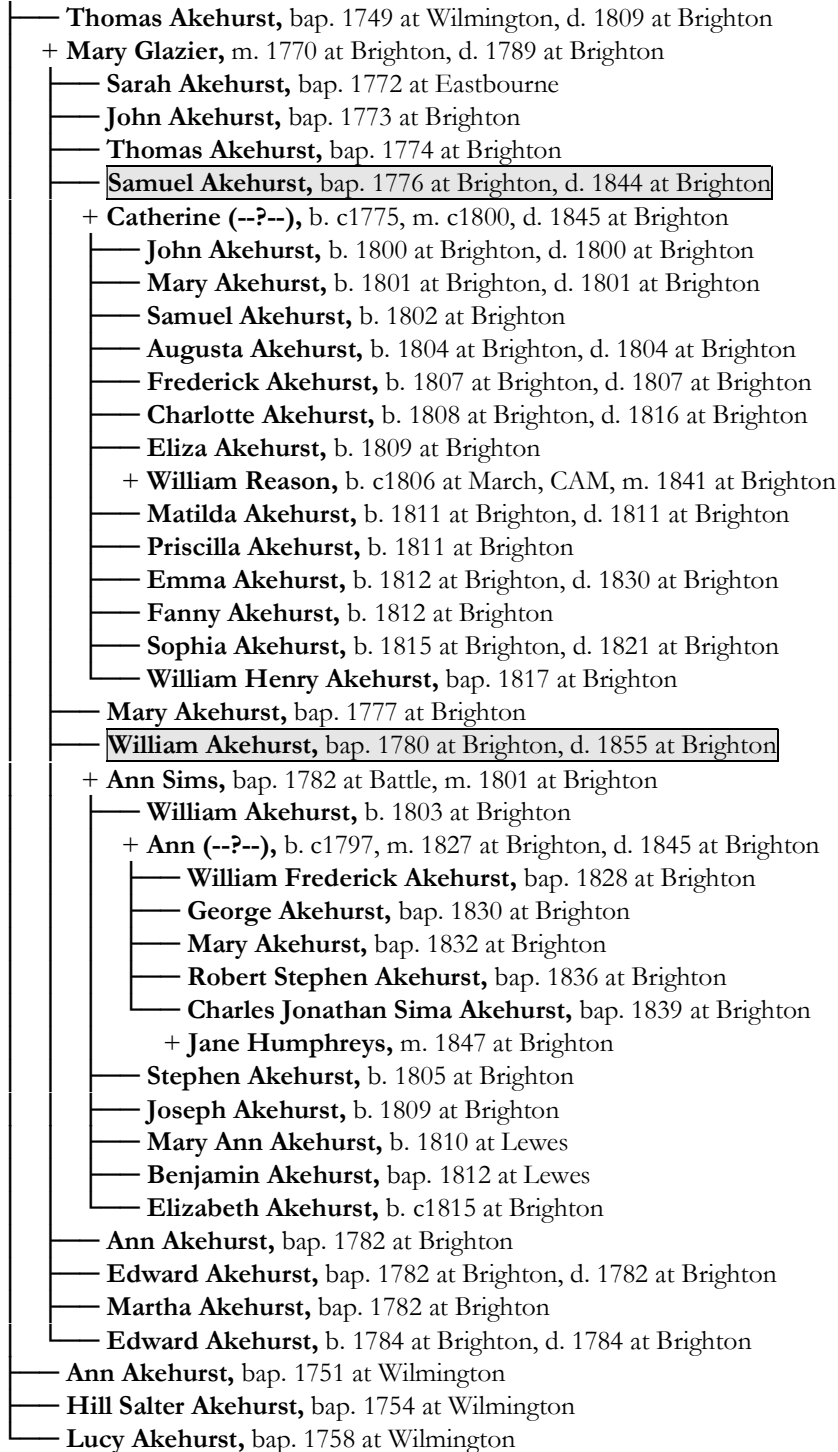 Thomas Akehurst, bap. 1749 at Wilmington, d. 1809 at Brighton
+ Mary Glazier, m. 1770 at Brighton, d. 1789 at Brighton
Sarah Akehurst, bap. 1772 at Eastbourne
John Akehurst, bap. 1773 at Brighton
Thomas Akehurst, bap. 1774 at Brighton
Samuel Akehurst, bap. 1776 at Brighton, d. 1844 at Brighton
+ Catherine (--?--), b. c1775, m. c1800, d. 1845 at Brighton
John Akehurst, b. 1800 at Brighton, d. 1800 at Brighton
Mary Akehurst, b. 1801 at Brighton, d. 1801 at Brighton
Samuel Akehurst, b. 1802 at Brighton
Augusta Akehurst, b. 1804 at Brighton, d. 1804 at Brighton
Frederick Akehurst, b. 1807 at Brighton, d. 1807 at Brighton
Charlotte Akehurst, b. 1808 at Brighton, d. 1816 at Brighton
Eliza Akehurst, b. 1809 at Brighton
+ William Reason, b. c1806 at March, CAM, m. 1841 at Brighton
Matilda Akehurst, b. 1811 at Brighton, d. 1811 at Brighton
Priscilla Akehurst, b. 1811 at Brighton
Emma Akehurst, b. 1812 at Brighton, d. 1830 at Brighton
Fanny Akehurst, b. 1812 at Brighton
Sophia Akehurst, b. 1815 at Brighton, d. 1821 at Brighton
William Henry Akehurst, bap. 1817 at Brighton
Mary Akehurst, bap. 1777 at Brighton
William Akehurst, bap. 1780 at Brighton, d. 1855 at Brighton
+ Ann Sims, bap. 1782 at Battle, m. 1801 at Brighton
William Akehurst, b. 1803 at Brighton
+ Ann (--?--), b. c1797, m. 1827 at Brighton, d. 1845 at Brighton
William Frederick Akehurst, bap. 1828 at Brighton
George Akehurst, bap. 1830 at Brighton
Mary Akehurst, bap. 1832 at Brighton
Robert Stephen Akehurst, bap. 1836 at Brighton
Charles Jonathan Sima Akehurst, bap. 1839 at Brighton
+ Jane Humphreys, m. 1847 at Brighton
Stephen Akehurst, b. 1805 at Brighton
Joseph Akehurst, b. 1809 at Brighton
Mary Ann Akehurst, b. 1810 at Lewes
Benjamin Akehurst, bap. 1812 at Lewes
Elizabeth Akehurst, b. c1815 at Brighton
Ann Akehurst, bap. 1782 at Brighton
Edward Akehurst, bap. 1782 at Brighton, d. 1782 at Brighton
Martha Akehurst, bap. 1782 at Brighton
Edward Akehurst, b. 1784 at Brighton, d. 1784 at Brighton
Ann Akehurst, bap. 1751 at Wilmington
Hill Salter Akehurst, bap. 1754 at Wilmington
Lucy Akehurst, bap. 1758 at Wilmington